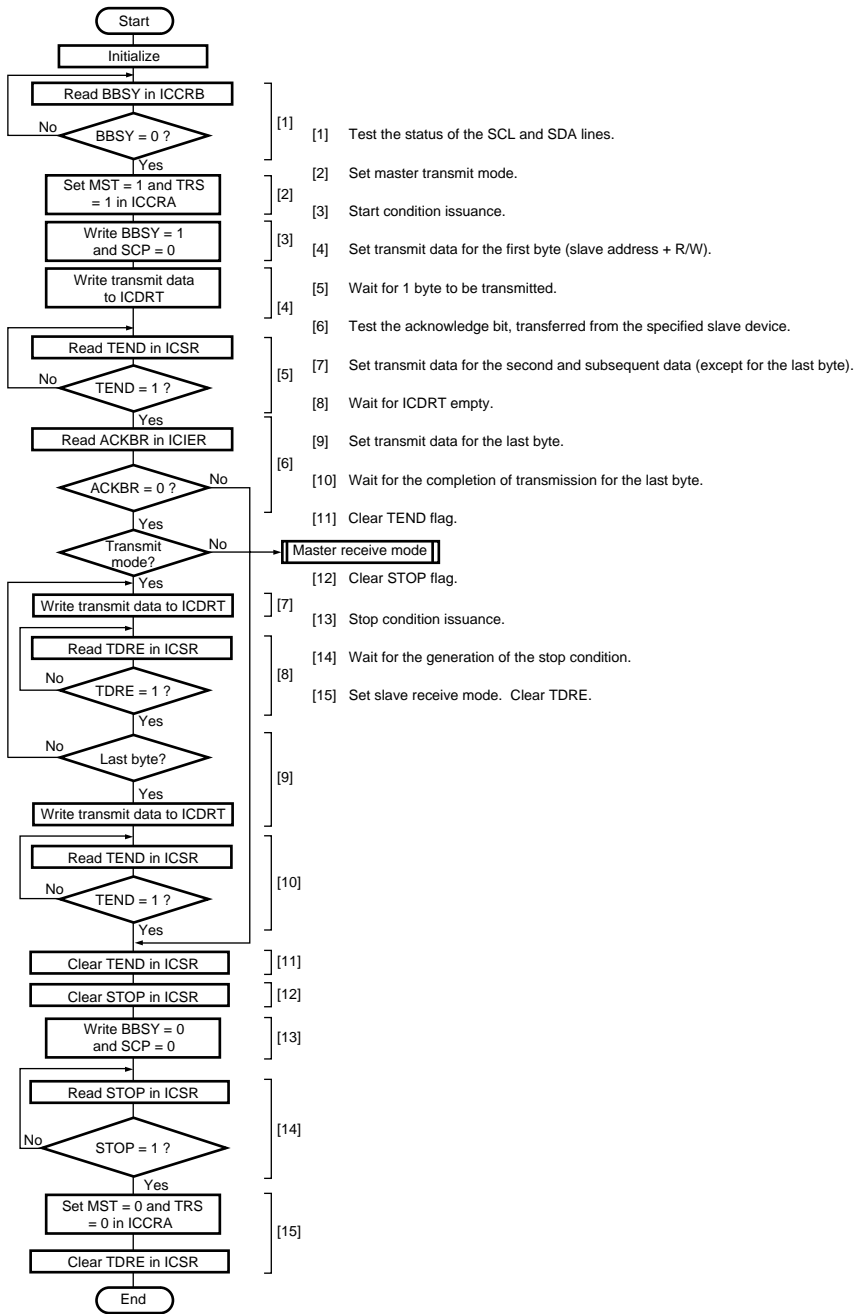 Start
Initialize
Read BBSY in ICCRB
No
BBSY = 0 ?
[1]
Yes
Set MST = 1 and TRS
= 1 in ICCRA
[2]
Write BBSY = 1
and SCP = 0
[3]
Write transmit data
to ICDRT
[4]
Read TEND in ICSR
No
TEND = 1 ?
[5]
Yes
Read ACKBR in ICIER
[6]
ACKBR = 0 ?
No
Yes
Transmit
mode?
No
Master receive mode
Yes
Write transmit data to ICDRT
[7]
Read TDRE in ICSR
No
TDRE = 1 ?
[8]
Yes
No
Last byte?
[9]
Yes
Write transmit data to ICDRT
Read TEND in ICSR
No
TEND = 1 ?
[10]
Yes
Clear TEND in ICSR
[11]
Clear STOP in ICSR
[12]
Write BBSY = 0
and SCP = 0
[13]
Read STOP in ICSR
No
STOP = 1 ?
[14]
Yes
Set MST = 0 and TRS
= 0 in ICCRA
[15]
Clear TDRE in ICSR
End
[1] Test the status of the SCL and SDA lines.
[2] Set master transmit mode.
[3] Start condition issuance.
[4] Set transmit data for the first byte (slave address + R/W).
[5] Wait for 1 byte to be transmitted.
[6] Test the acknowledge bit, transferred from the specified slave device.
[7] Set transmit data for the second and subsequent data (except for the last byte).
[8] Wait for ICDRT empty.
[9] Set transmit data for the last byte.
[10] Wait for the completion of transmission for the last byte.
[11] Clear TEND flag.
[12] Clear STOP flag.
[13] Stop condition issuance.
[14] Wait for the generation of the stop condition.
[15] Set slave receive mode. Clear TDRE.